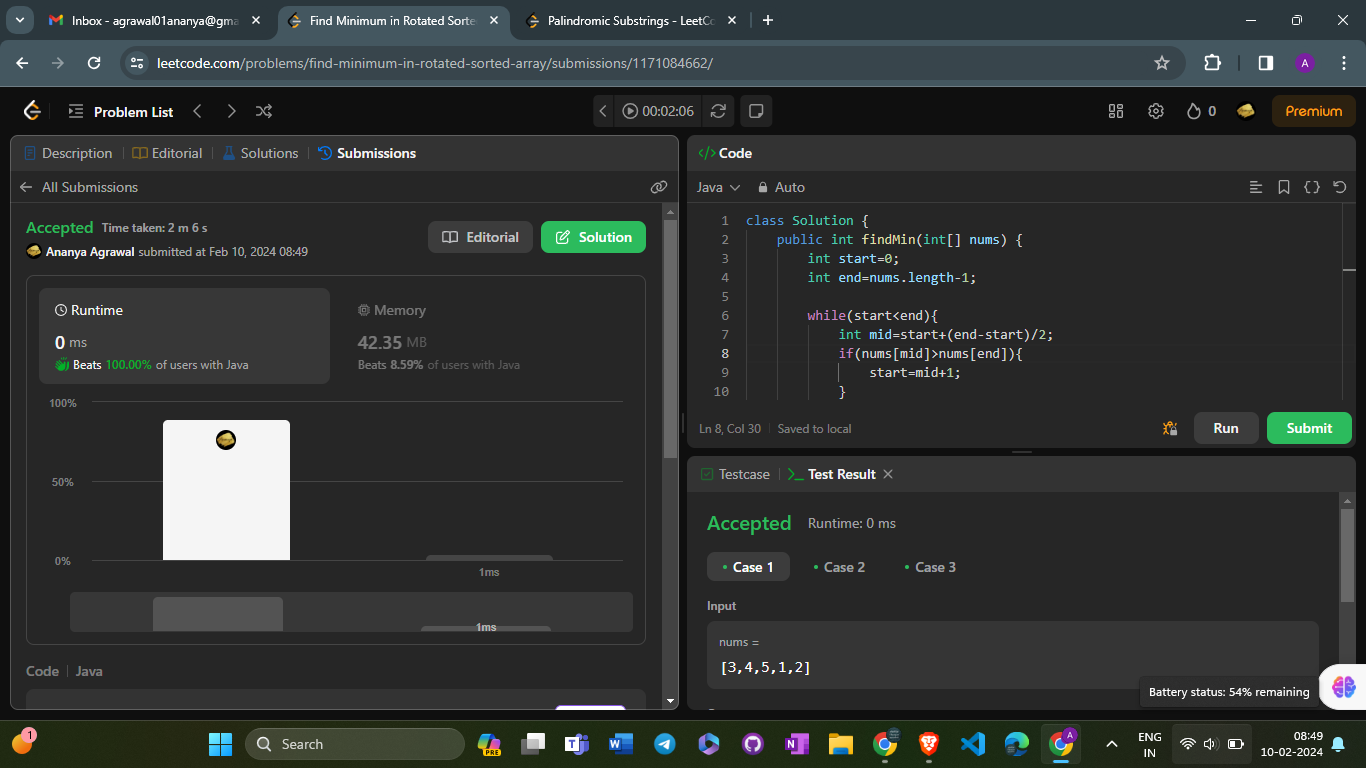 Inbox - agrawal01ananya@gma
Find Minimum in Rotated Sorte
Palindromic Substrings - LeetCo
leetcode.com/problems/find-minimum-in-rotated-sorted-array/submissions/1171084662/
A
Problem List
00:02:06
0
Premium
Description
Editorial
Solutions
Submissions
All Submissions
Accepted Time taken: 2 m 6 s
Ananya Agrawal submitted at Feb 10, 2024 08:49
Editorial
Solution
Runtime
0 ms
Beats 100.00% of users with Java
Memory
42.35 MB
Beats 8.59% of users with Java
100%
50%
0%
1ms
1ms
Code
Java
</> Code
Java
Auto
1 class Solution {
2 public int findMin(int[] nums) {
3 int start=0;
4 int end=nums.length-1;
5
6 while(start<end){
7 int mid=start+(end-start)/2;
8 if(nums[mid]>nums[end]){
9 start=mid+1;
10 }
Ln 8, Col 30
Saved to local
Run
Submit
Testcase
Test Result
Accepted Runtime: 0 ms
Case 1
Case 2
Case 3
Input
nums =
[3,4,5,1,2]
Battery status: 54% remaining
1
Search
PRE
A
ENG
IN
08:49
10-02-2024